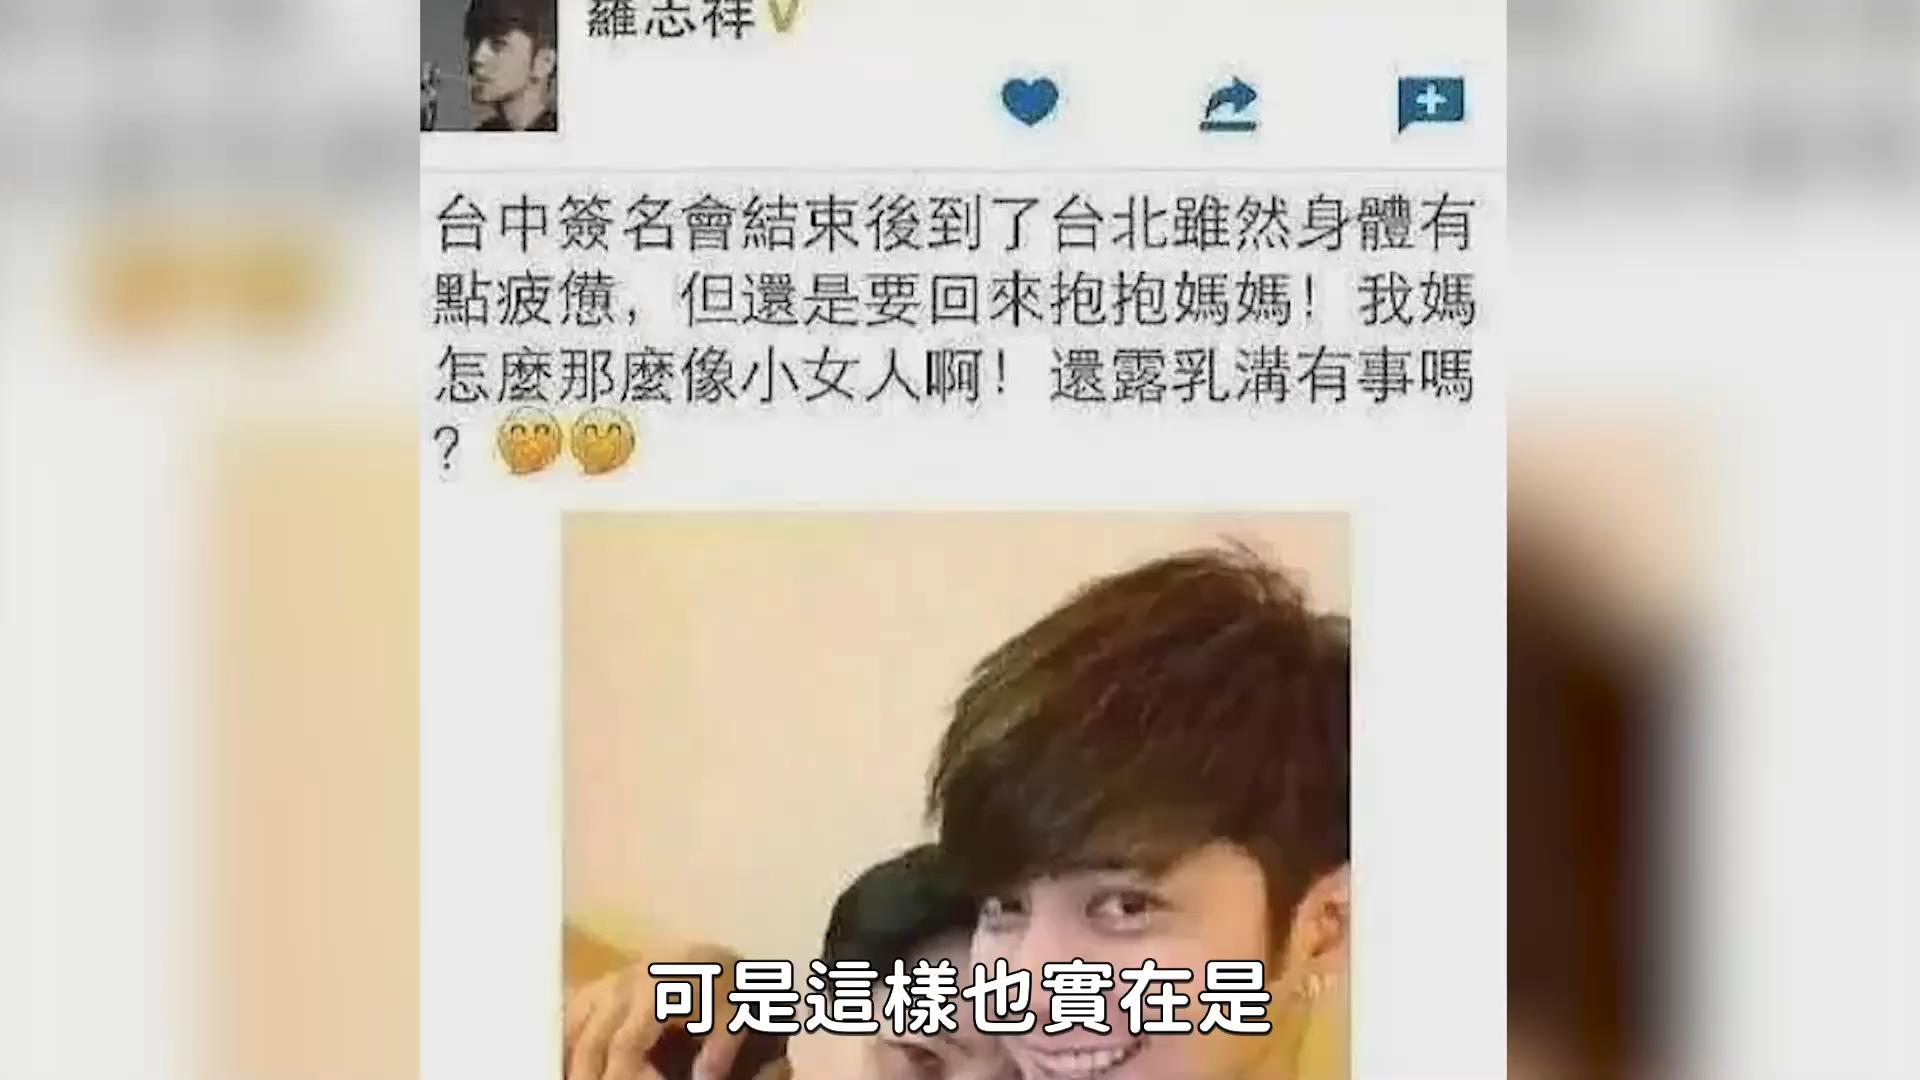 羅志祥V
台中簽名會結束後到了台北雖然身體有
點疲憊，但還是要回來抱抱媽媽！我媽
怎麼那麼像小女人啊！還露乳溝有事嗎
？
可是這樣也實在是